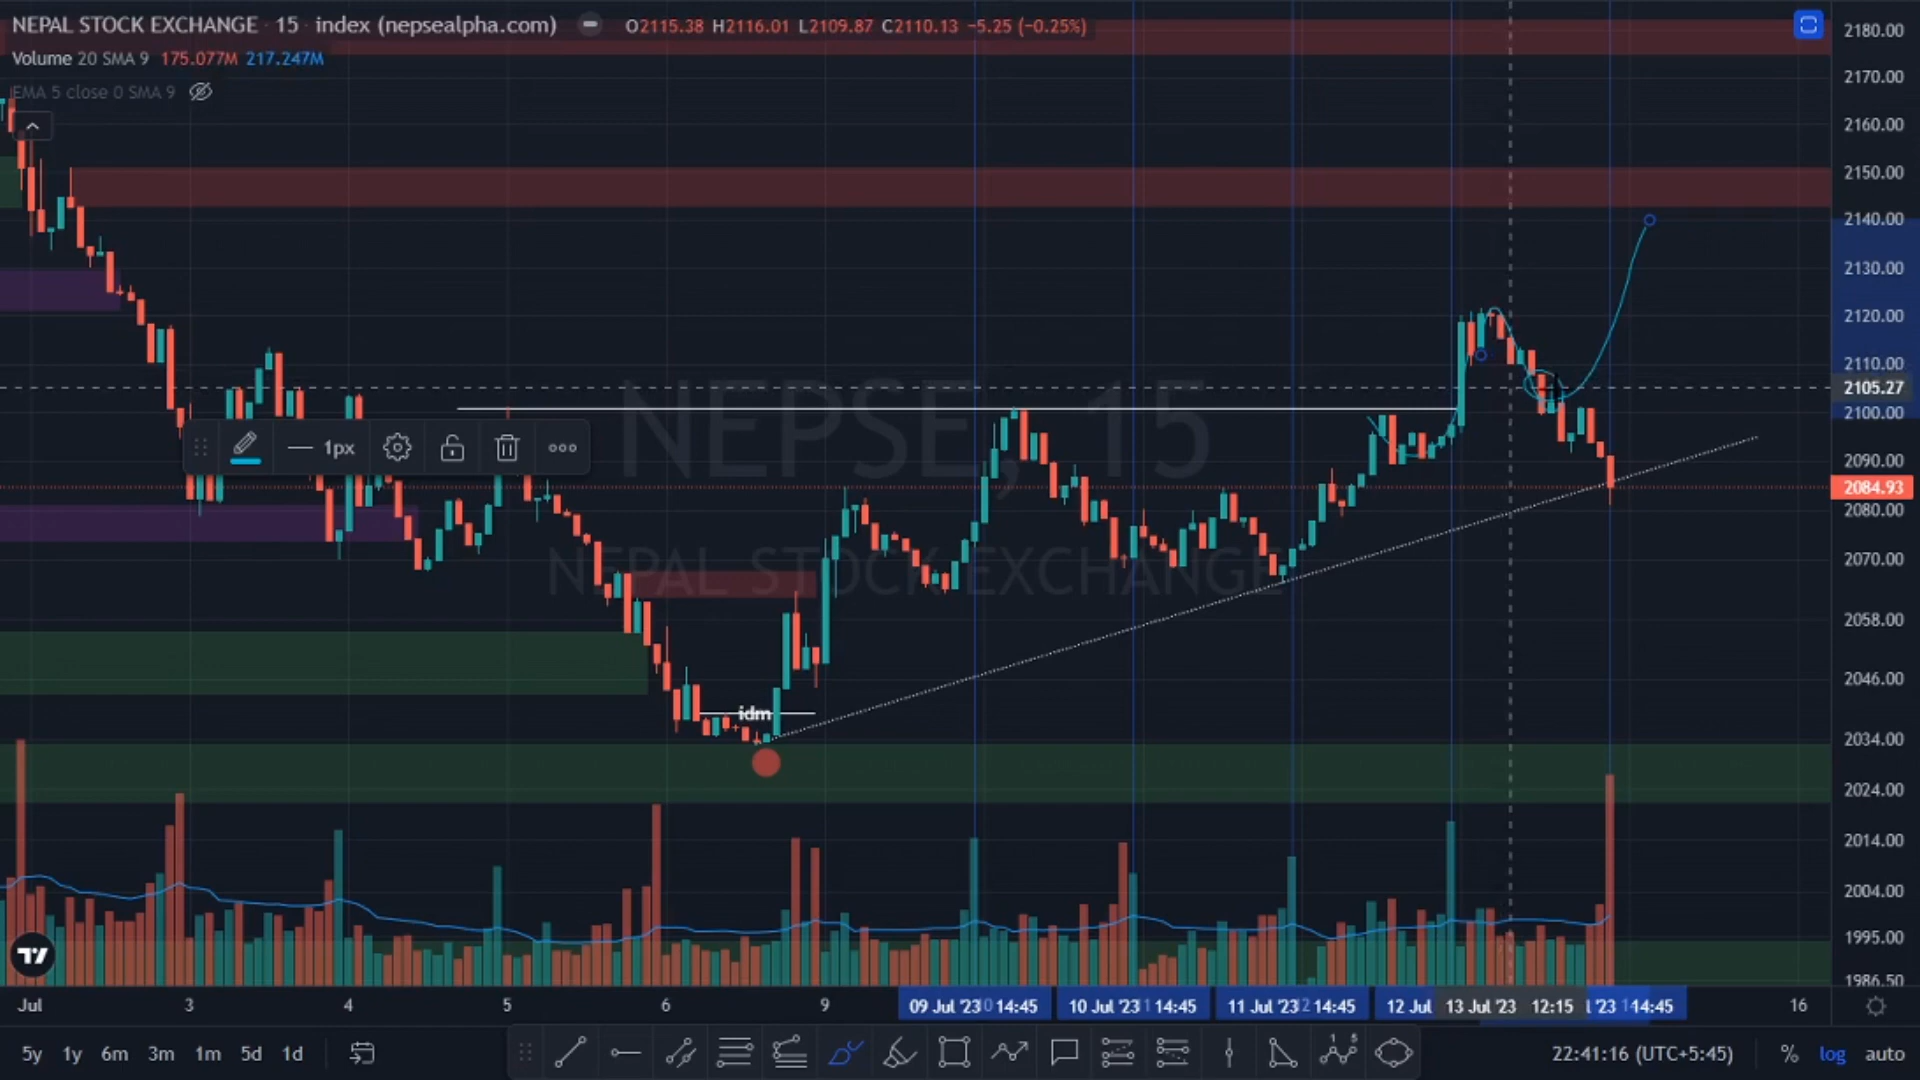 NEPAL STOCK EXCHANGE · 15 · index (nepsealpha.com) O2115.38 H2116.01 L2109.87 C2110.13 −5.25 (−0.25%)
Volume 20 SMA 9 175.077M 217.247M
EMA 5 close 0 SMA 9
2180.00
2170.00
2160.00
2150.00
2140.00
2130.00
2120.00
2110.00
2105.27
2100.00
2090.00
2084.93
2080.00
2070.00
2058.00
2046.00
2034.00
2024.00
2014.00
2004.00
1995.00
1986.50
NEPSE, 15
NEPAL STOCK EXCHANGE
1px
idm
Jul 3 4 5 6 9 09 Jul '23 14:45 10 Jul '23 14:45 11 Jul '23 14:45 12 Jul 13 Jul '23 12:15 '23 14:45 16
5y 1y 6m 3m 1m 5d 1d 22:41:16 (UTC+5:45) % log auto